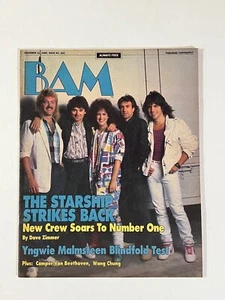 ALWAYS FREE
BAM
THE STARSHIP
STRIKES BACK
New Crew Soars To Number One
By Dave Zimmer
Yngwie Malmsteen Blindfold Test
Plus: Camper Van Beethoven, Wang Chung